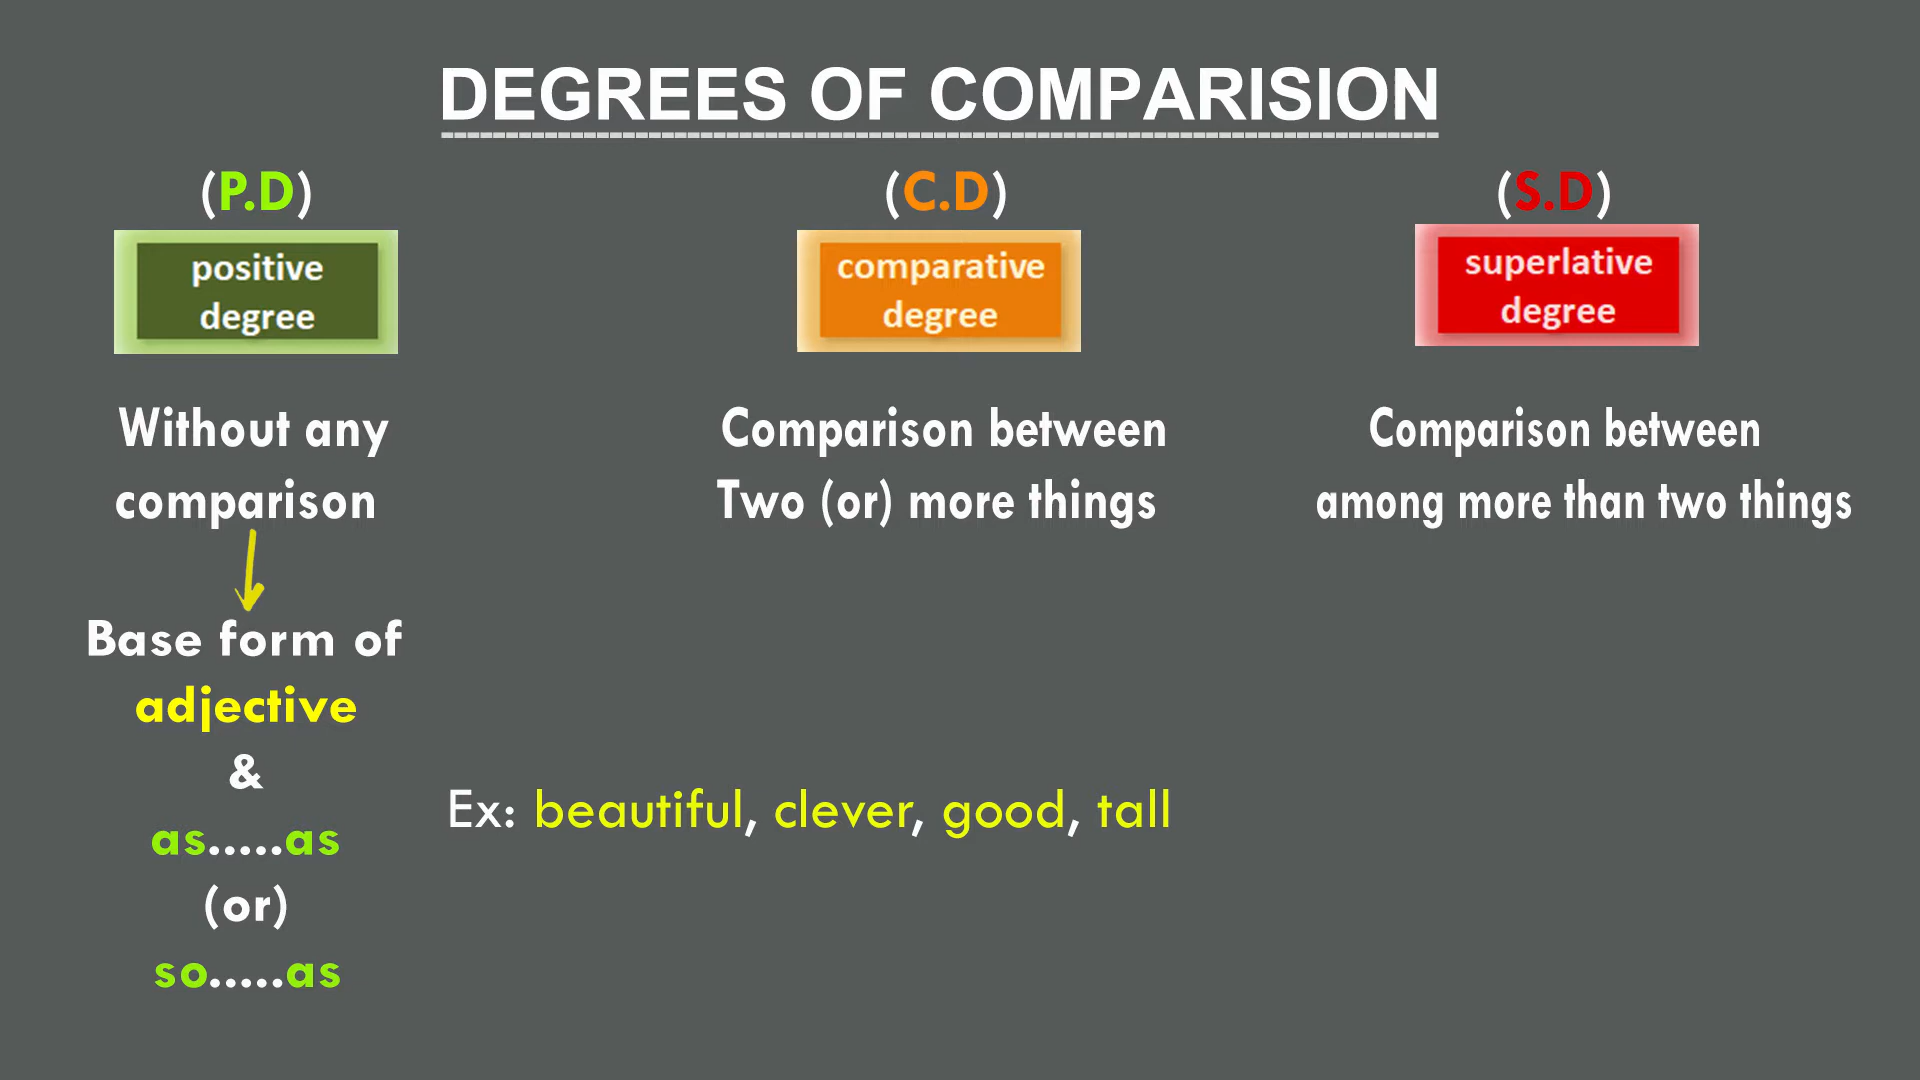 DEGREES OF COMPARISION
(P.D)
positive
degree
Without any
comparison
Base form of
adjective
&
as.....as
(or)
so.....as
(C.D)
comparative
degree
Comparison between
Two (or) more things
Ex: beautiful, clever, good, tall
(S.D)
superlative
degree
Comparison between
among more than two things